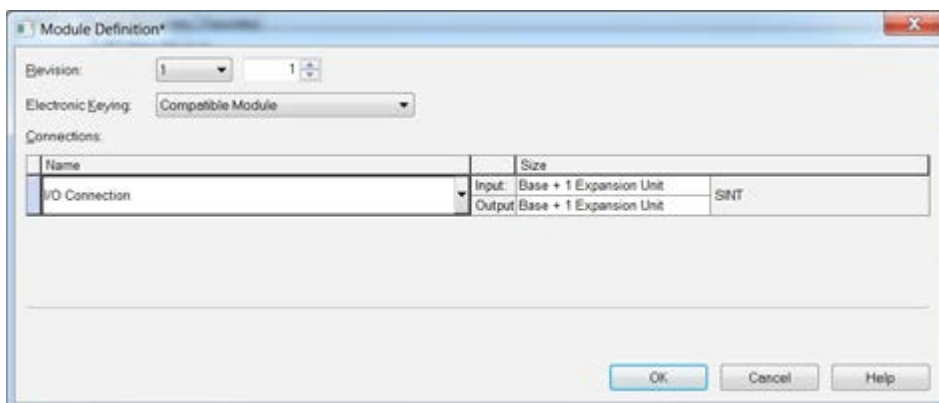 Module Definition*
Revision: 1 1
Electronic Keying: Compatible Module
Connections:
Name Size
I/O Connection Input: Base + 1 Expansion Unit SINT
Output Base + 1 Expansion Unit
OK Cancel Help